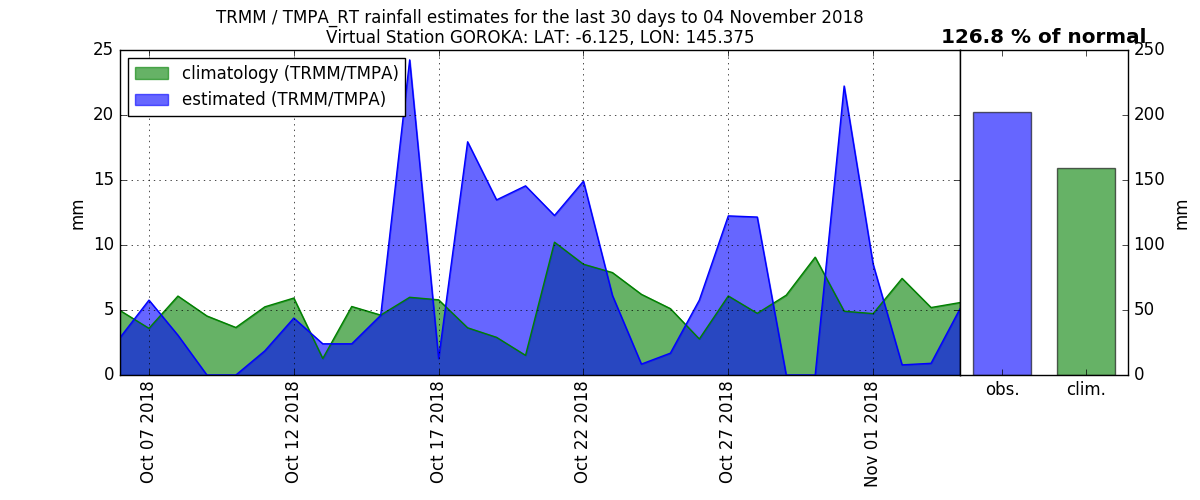 TRMM / TMPA_RT rainfall estimates for the last 30 days to 04 November 2018
Virtual Station GOROKA: LAT: -6.125, LON: 145.375
126.8 % of normal
climatology (TRMM/TMPA)
estimated (TRMM/TMPA)
25
20
15
10
5
0
mm
250
200
150
100
50
0
mm
Oct 07 2018
Oct 12 2018
Oct 17 2018
Oct 22 2018
Oct 27 2018
Nov 01 2018
obs.
clim.